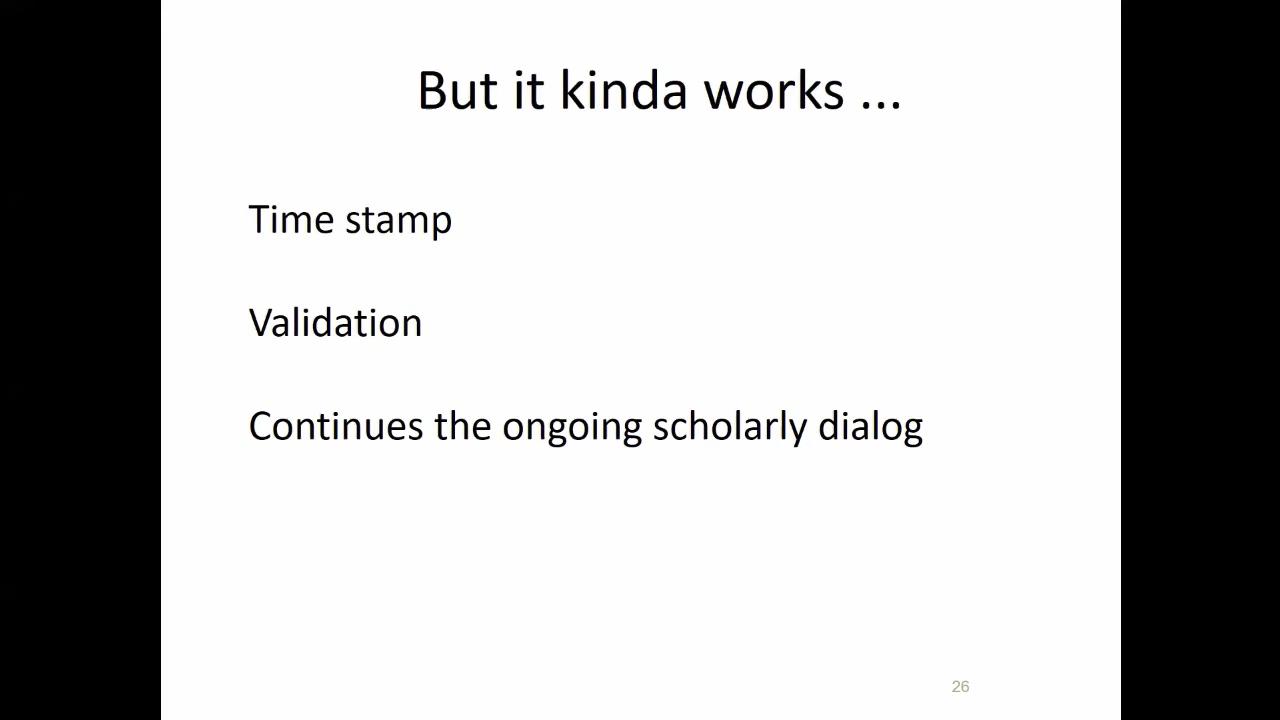 But it kinda works ...
Time stamp
Validation
Continues the ongoing scholarly dialog
26